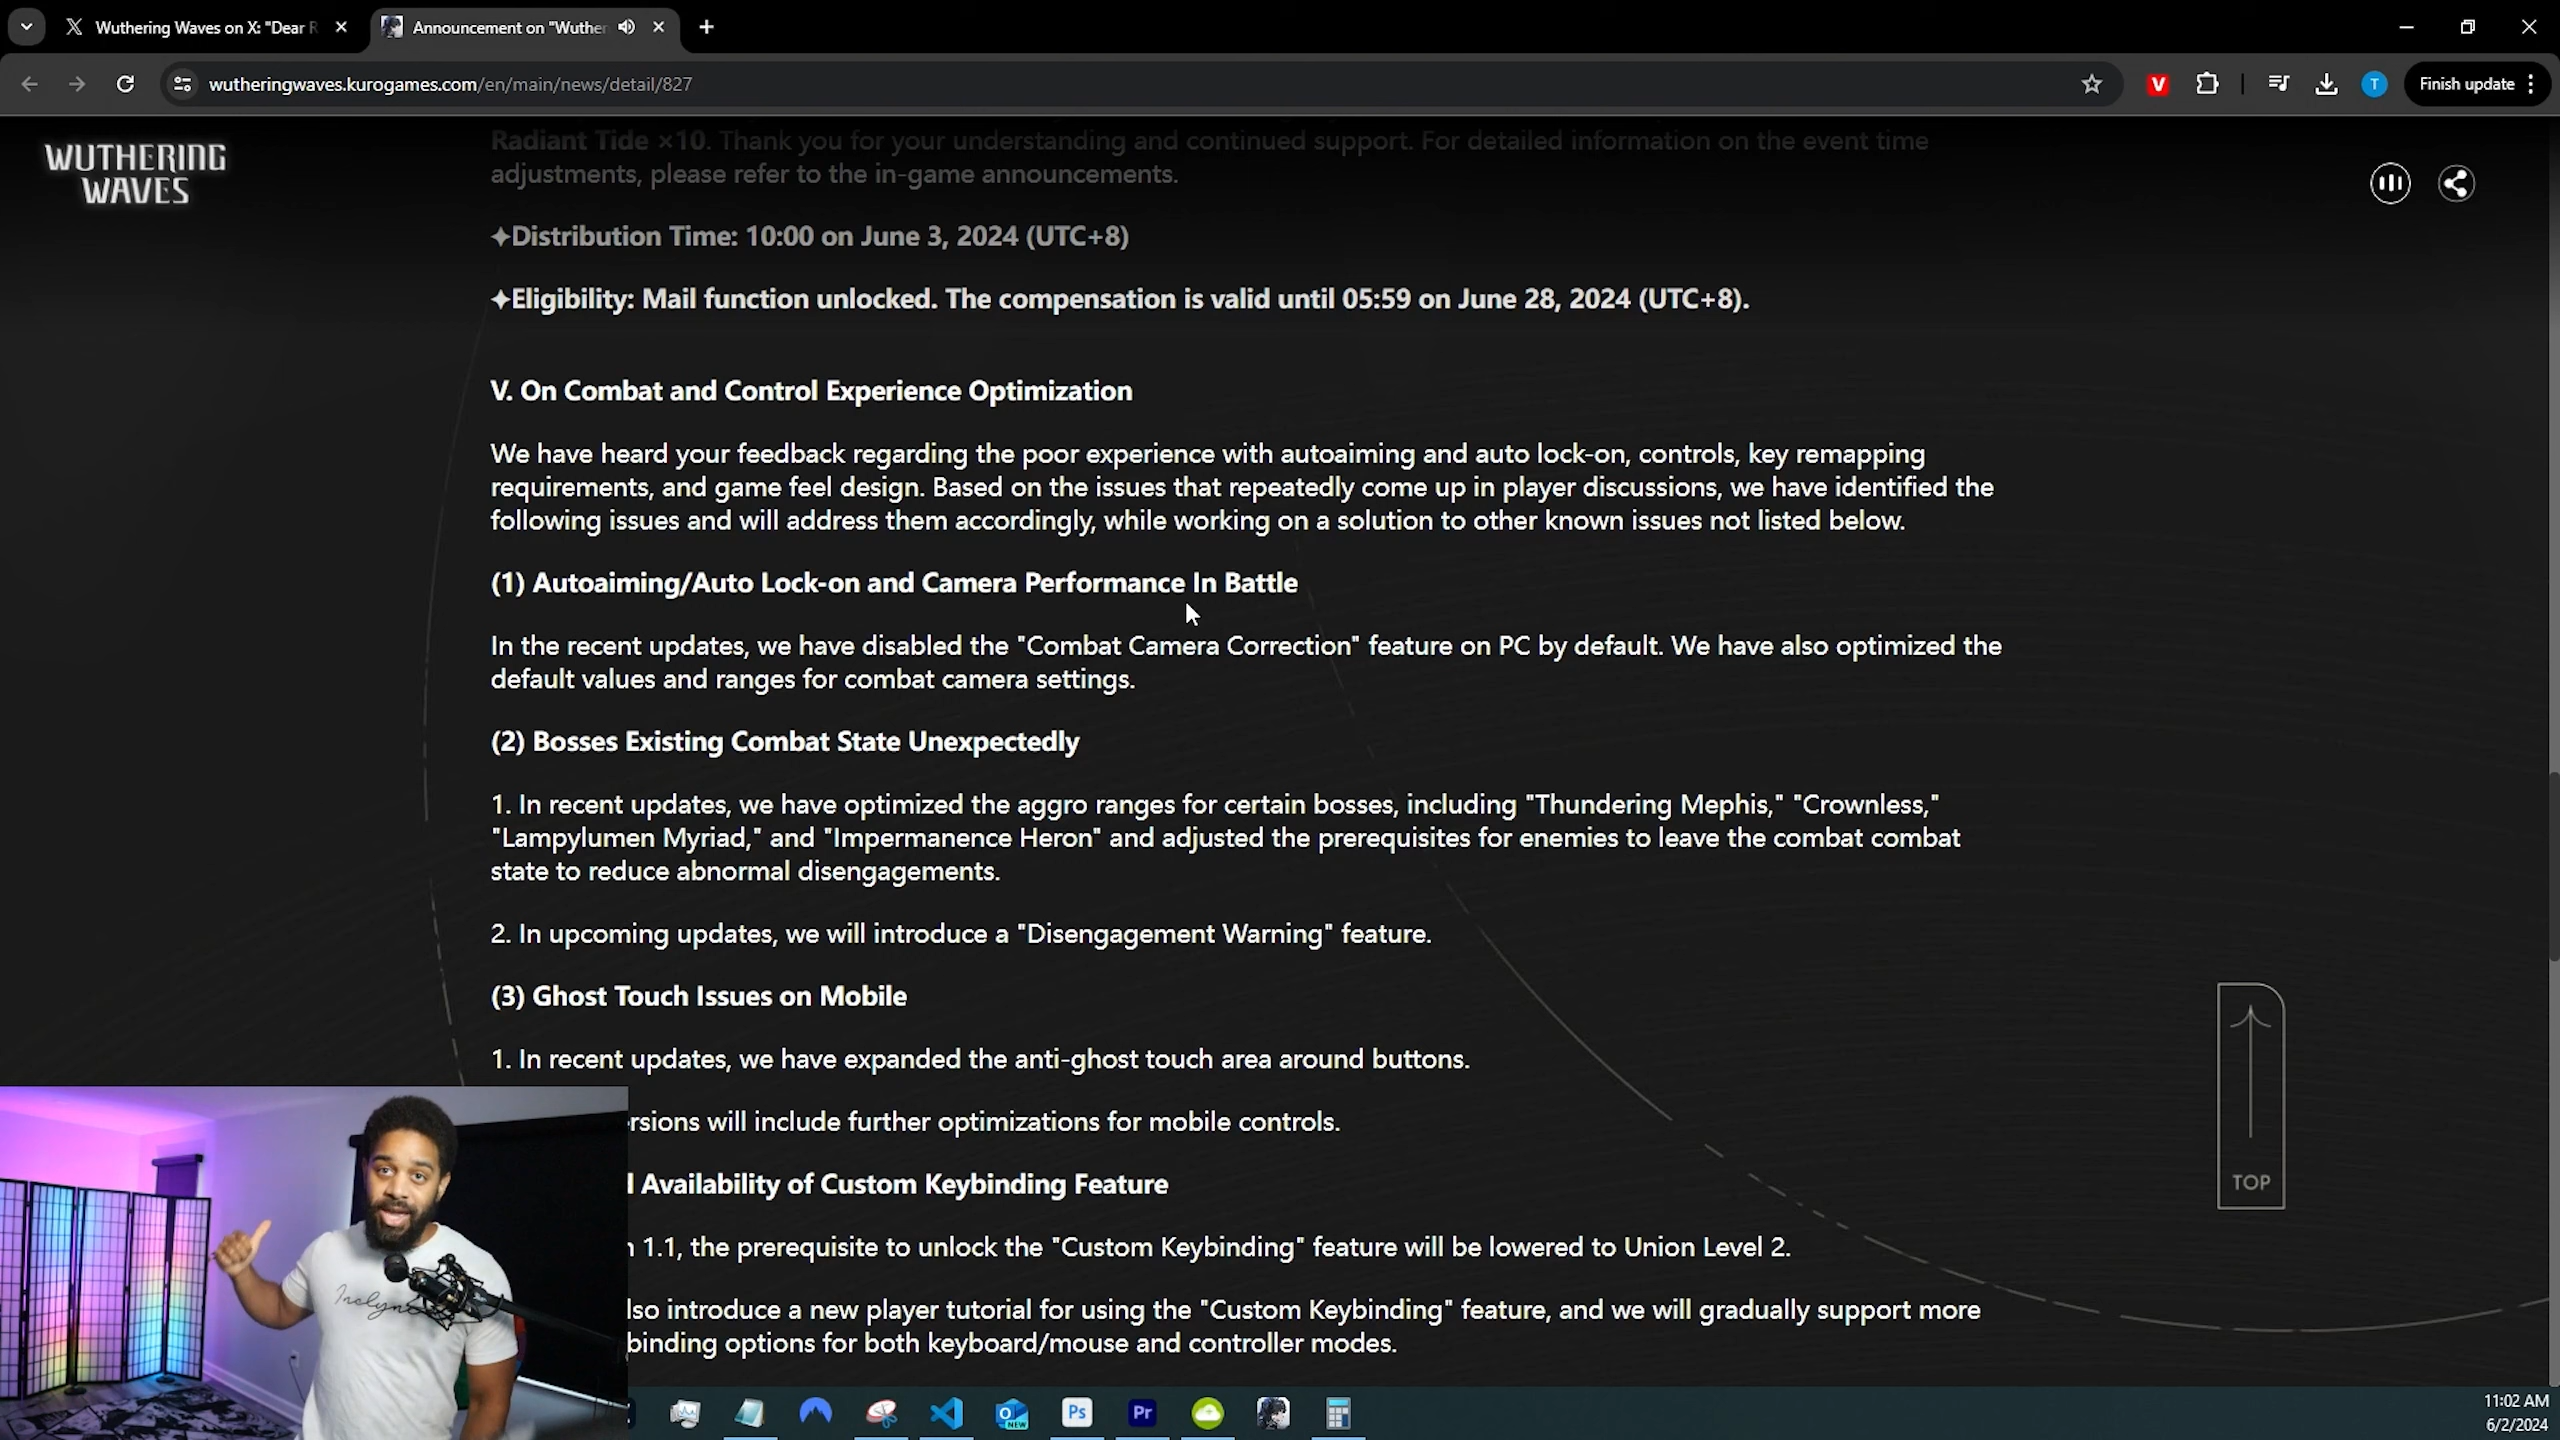 Wuthering Waves on X: "Dear R
Announcement on "Wuther
wutheringwaves.kurogames.com/en/main/news/detail/827
V
T
Finish update
WUTHERING
WAVES
Radiant Tide ×10. Thank you for your understanding and continued support. For detailed information on the event time
adjustments, please refer to the in-game announcements.
✦Distribution Time: 10:00 on June 3, 2024 (UTC+8)
✦Eligibility: Mail function unlocked. The compensation is valid until 05:59 on June 28, 2024 (UTC+8).
V. On Combat and Control Experience Optimization
We have heard your feedback regarding the poor experience with autoaiming and auto lock-on, controls, key remapping
requirements, and game feel design. Based on the issues that repeatedly come up in player discussions, we have identified the
following issues and will address them accordingly, while working on a solution to other known issues not listed below.
(1) Autoaiming/Auto Lock-on and Camera Performance In Battle
In the recent updates, we have disabled the "Combat Camera Correction" feature on PC by default. We have also optimized the
default values and ranges for combat camera settings.
(2) Bosses Existing Combat State Unexpectedly
1. In recent updates, we have optimized the aggro ranges for certain bosses, including "Thundering Mephis," "Crownless,"
"Lampylumen Myriad," and "Impermanence Heron" and adjusted the prerequisites for enemies to leave the combat combat
state to reduce abnormal disengagements.
2. In upcoming updates, we will introduce a "Disengagement Warning" feature.
(3) Ghost Touch Issues on Mobile
1. In recent updates, we have expanded the anti-ghost touch area around buttons.
rsions will include further optimizations for mobile controls.
Availability of Custom Keybinding Feature
1.1, the prerequisite to unlock the "Custom Keybinding" feature will be lowered to Union Level 2.
lso introduce a new player tutorial for using the "Custom Keybinding" feature, and we will gradually support more
binding options for both keyboard/mouse and controller modes.
TOP
NEW
Ps
Pr
11:02 AM
6/2/2024